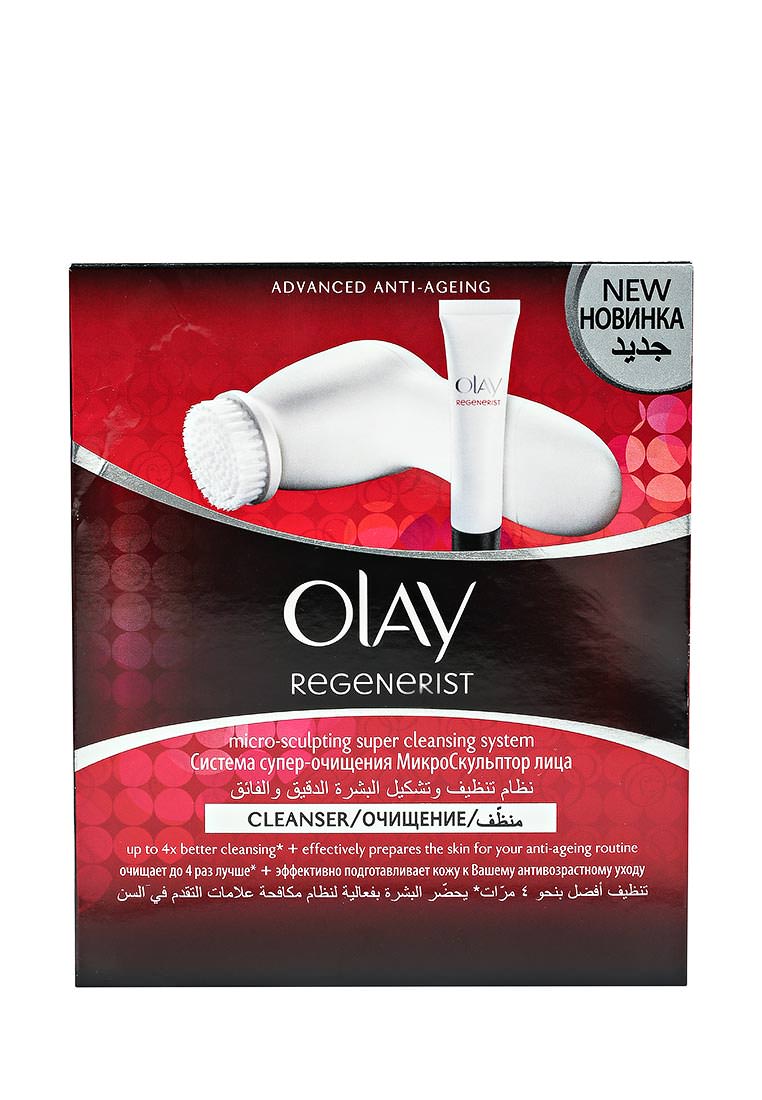 ADVANCED ANTI-AGEING
NEW
НОВИНКА
جديد
OLAY
REGENERIST
OLAY
REGENERIST
micro-sculpting super cleansing system
Система супер-очищения МикроСкульптор лица
نظام تنظيف وتشكيل البشرة الدقيق والفائق
CLEANSER/ОЧИЩЕНИЕ/منظّف
up to 4x better cleansing* + effectively prepares the skin for your anti-ageing routine
очищает до 4 раз лучше* + эффективно подготавливает кожу к Вашему антивозрастному уходу
تنظيف أفضل بنحو ٤ مرّات* يحضّر البشرة بفعالية لنظام مكافحة علامات التقدم في السن